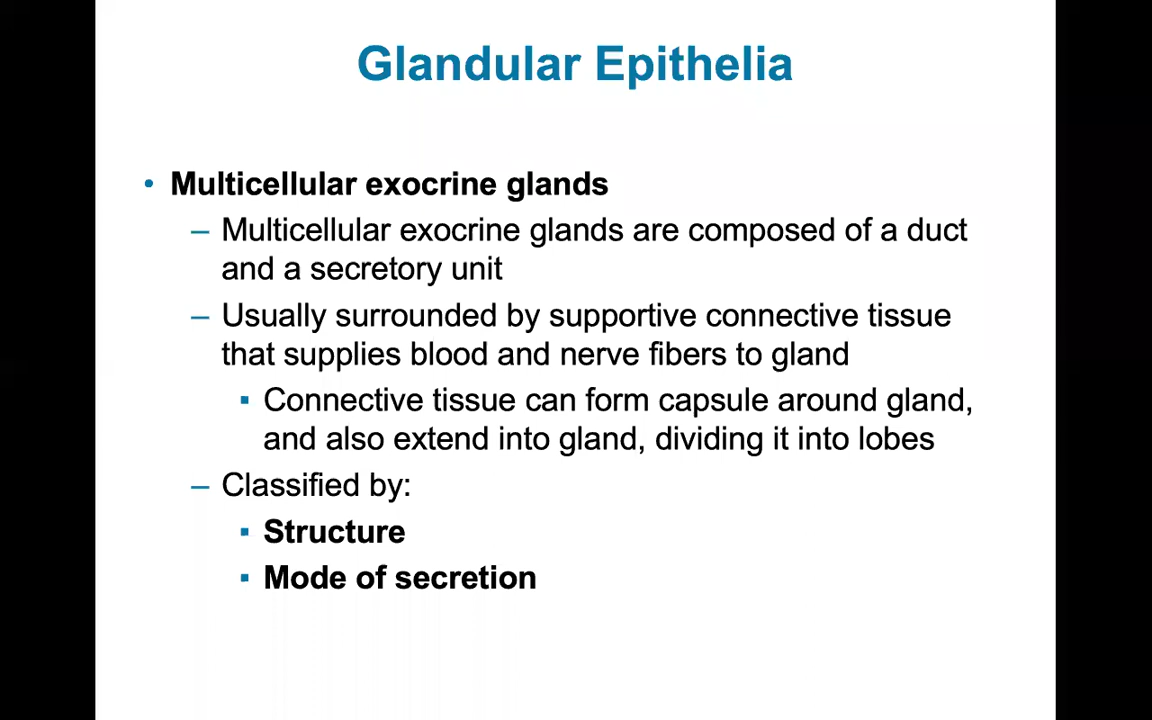 Glandular Epithelia
• Multicellular exocrine glands
– Multicellular exocrine glands are composed of a duct
and a secretory unit
– Usually surrounded by supportive connective tissue
that supplies blood and nerve fibers to gland
▪ Connective tissue can form capsule around gland,
and also extend into gland, dividing it into lobes
– Classified by:
▪ Structure
▪ Mode of secretion